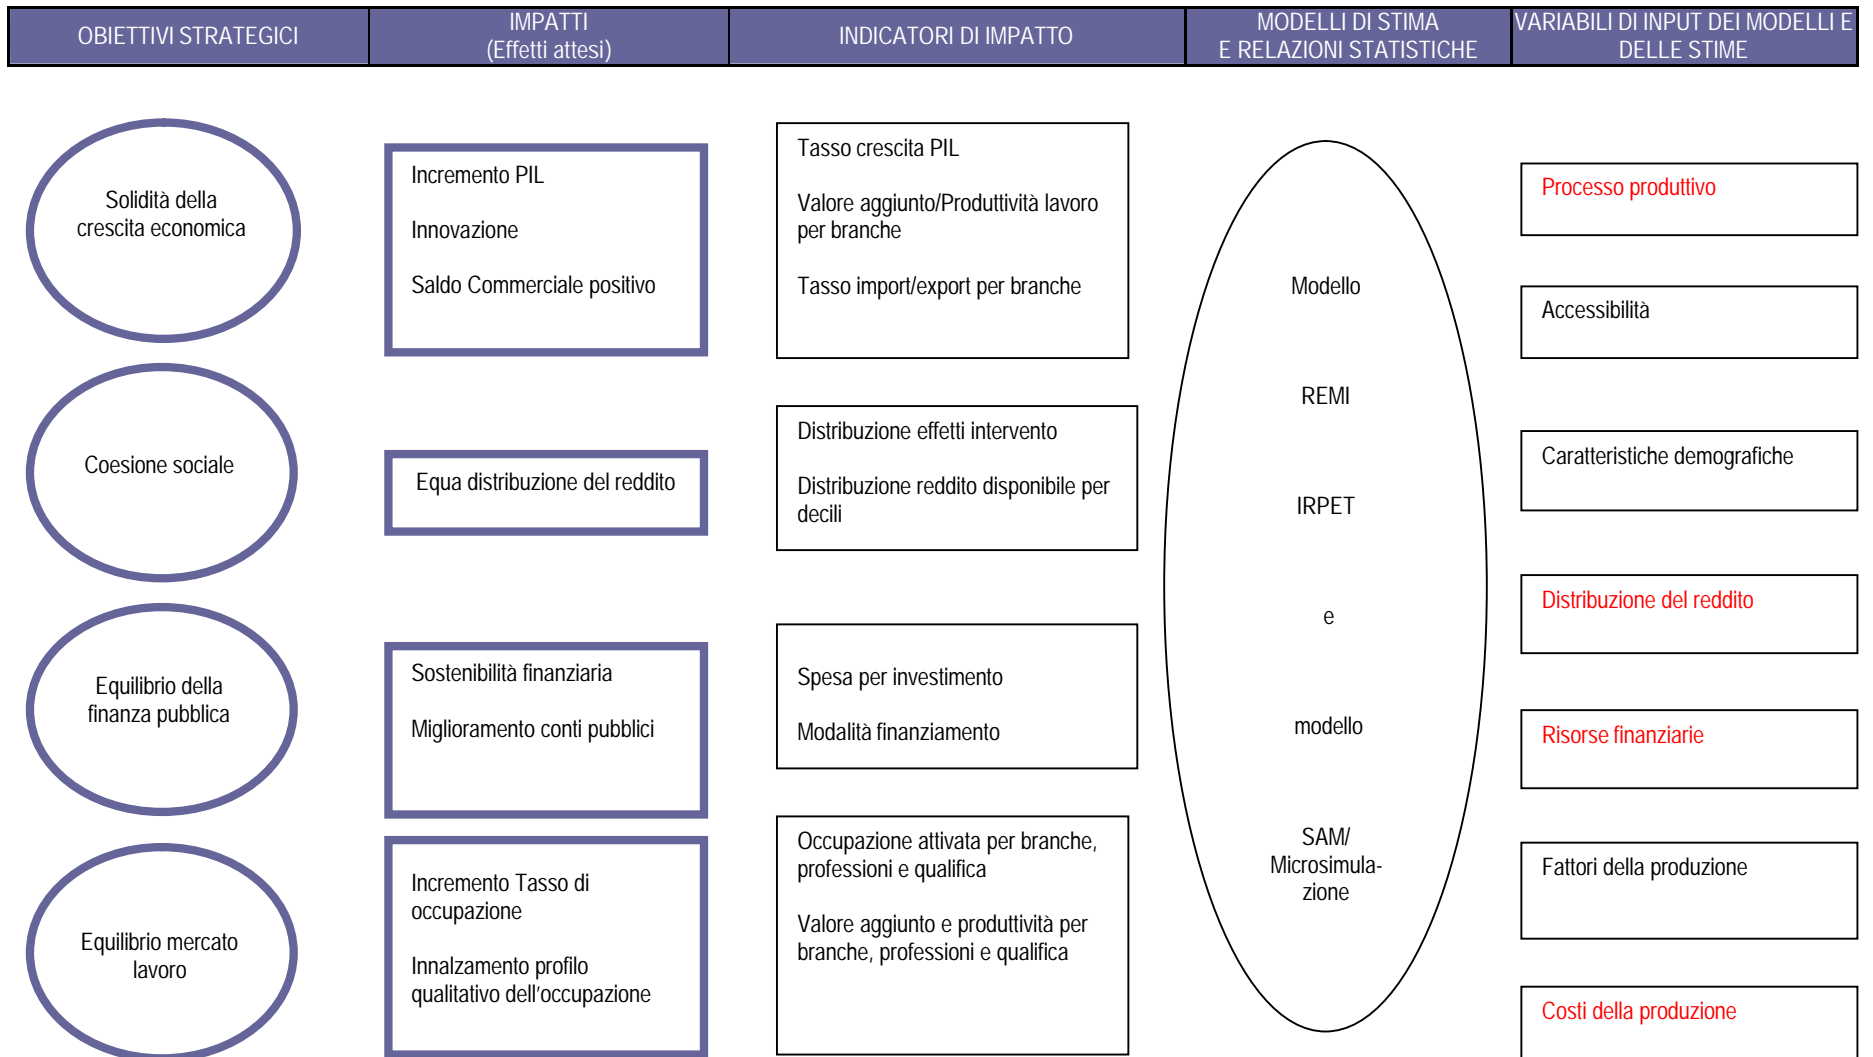 OBIETTIVI STRATEGICI
IMPATTI
(Effetti attesi)
INDICATORI DI IMPATTO
MODELLI DI STIMA
E RELAZIONI STATISTICHE
VARIABILI DI INPUT DEI MODELLI E
DELLE STIME
Solidità della
crescita economica
Incremento PIL
Innovazione
Saldo Commerciale positivo
Tasso crescita PIL
Valore aggiunto/Produttività lavoro
per branche
Tasso import/export per branche
Coesione sociale
Equa distribuzione del reddito
Distribuzione effetti intervento
Distribuzione reddito disponibile per
decili
Equilibrio della
finanza pubblica
Sostenibilità finanziaria
Miglioramento conti pubblici
Spesa per investimento
Modalità finanziamento
Equilibrio mercato
lavoro
Incremento Tasso di
occupazione
Innalzamento profilo
qualitativo dell'occupazione
Occupazione attivata per branche,
professioni e qualifica
Valore aggiunto e produttività per
branche, professioni e qualifica
Modello
REMI
IRPET
e
modello
SAM/
Microsimula-
zione
Processo produttivo
Accessibilità
Caratteristiche demografiche
Distribuzione del reddito
Risorse finanziarie
Fattori della produzione
Costi della produzione